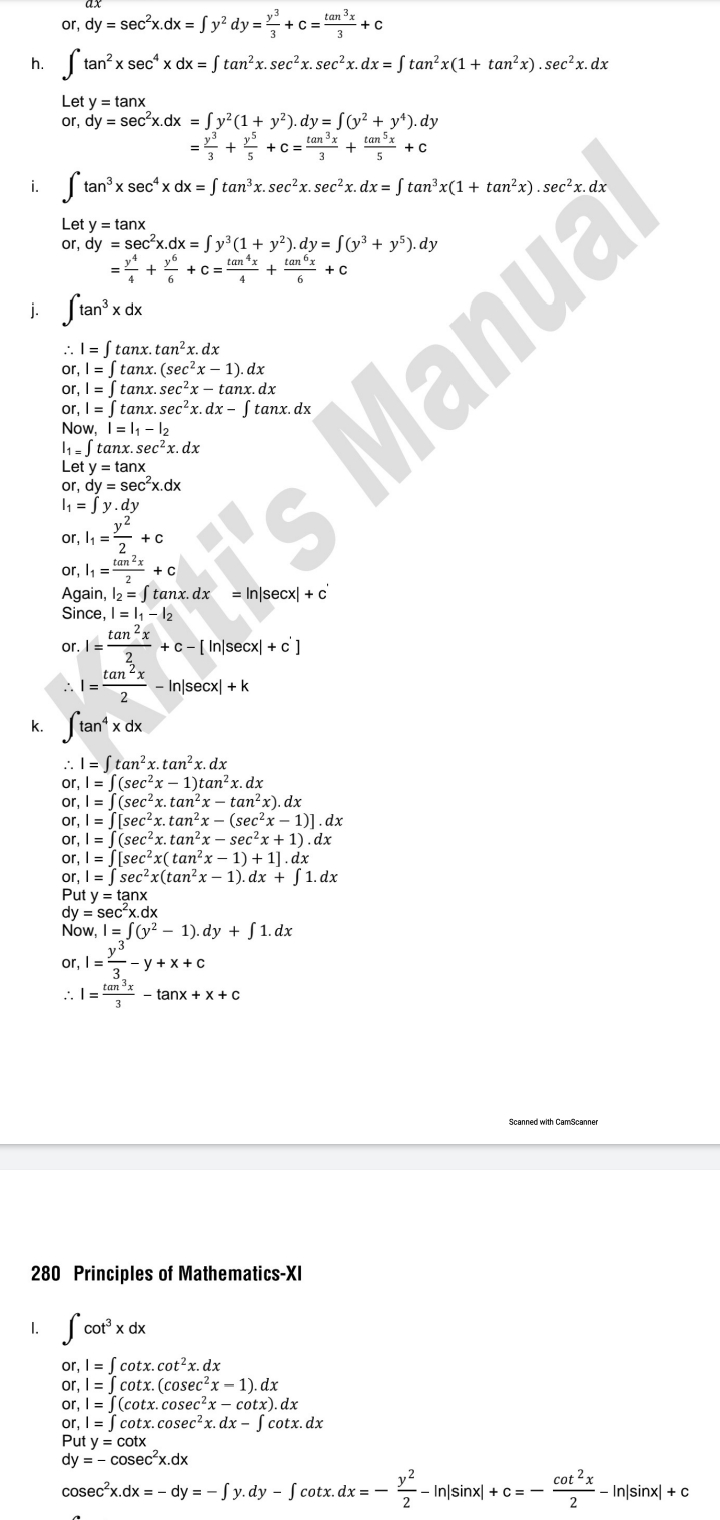 dx
or, dy = sec²x.dx = ∫ y² dy = y³/3 + c = tan³x/3 + c
h. ∫ tan² x sec⁴ x dx = ∫ tan²x. sec²x. sec²x. dx = ∫ tan²x(1 + tan²x) . sec²x. dx
Let y = tanx
or, dy = sec²x.dx = ∫ y²(1 + y²). dy = ∫(y² + y⁴). dy
= y³/3 + y⁵/5 + c = tan³x/3 + tan⁵x/5 + c
i. ∫ tan³ x sec⁴ x dx = ∫ tan³x. sec²x. sec²x. dx = ∫ tan³x(1 + tan²x) . sec²x. dx
Let y = tanx
or, dy = sec²x.dx = ∫ y³(1 + y²). dy = ∫(y³ + y⁵). dy
= y⁴/4 + y⁶/6 + c = tan⁴x/4 + tan⁶x/6 + c
j. ∫ tan³ x dx
∴ I = ∫ tanx. tan²x. dx
or, I = ∫ tanx. (sec²x − 1). dx
or, I = ∫ tanx. sec²x − tanx. dx
or, I = ∫ tanx. sec²x. dx − ∫ tanx. dx
Now, I = I₁ − I₂
I₁ = ∫ tanx. sec²x. dx
Let y = tanx
or, dy = sec²x.dx
I₁ = ∫ y. dy
or, I₁ = y²/2 + c
or, I₁ = tan²x/2 + c
Again, I₂ = ∫ tanx. dx = ln|secx| + c'
Since, I = I₁ − I₂
or. I = tan²x/2 + c − [ ln|secx| + c' ]
∴ I = tan²x/2 − ln|secx| + k
k. ∫ tan⁴ x dx
∴ I = ∫ tan²x. tan²x. dx
or, I = ∫(sec²x − 1)tan²x. dx
or, I = ∫(sec²x. tan²x − tan²x). dx
or, I = ∫[sec²x. tan²x − (sec²x − 1)] . dx
or, I = ∫(sec²x. tan²x − sec²x + 1) . dx
or, I = ∫[sec²x( tan²x − 1) + 1] . dx
or, I = ∫ sec²x(tan²x − 1). dx + ∫ 1. dx
Put y = tanx
dy = sec²x.dx
Now, I = ∫(y² − 1). dy + ∫ 1. dx
or, I = y³/3 − y + x + c
∴ I = tan³x/3 − tanx + x + c
Kriti's Manual
Scanned with CamScanner
280 Principles of Mathematics-XI
l. ∫ cot³ x dx
or, I = ∫ cotx. cot²x. dx
or, I = ∫ cotx. (cosec²x − 1). dx
or, I = ∫(cotx. cosec²x − cotx). dx
or, I = ∫ cotx. cosec²x. dx − ∫ cotx. dx
Put y = cotx
dy = − cosec²x.dx
cosec²x.dx = − dy = − ∫ y. dy − ∫ cotx. dx = − y²/2 − ln|sinx| + c = − cot²x/2 − ln|sinx| + c